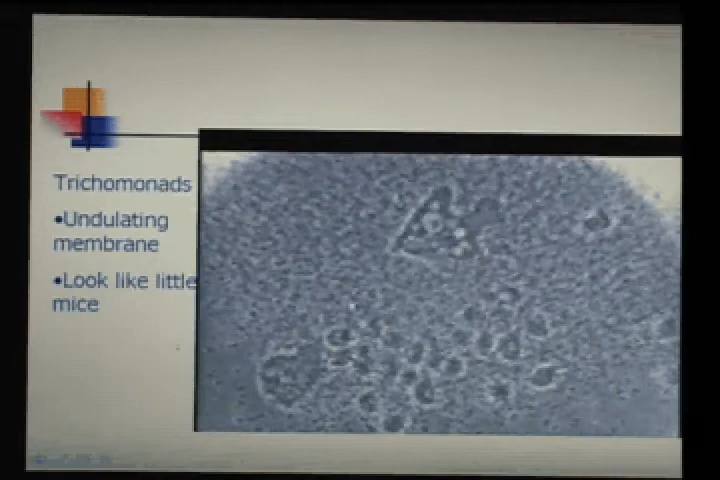 Trichomonads
•Undulating
membrane
•Look like little
mice